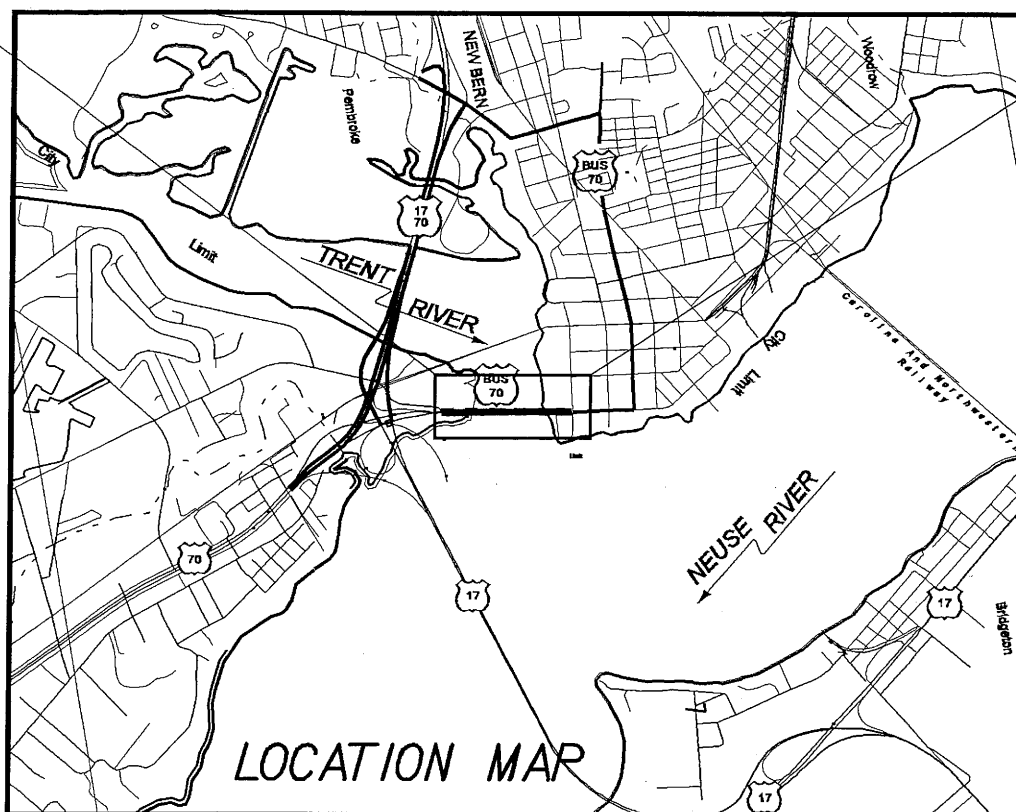 NEW BERN
Woodrow
Pembroke
City
BUS
70
17
70
Limit
TRENT
RIVER
Carolina And Northwestern
Railway
City
Limit
BUS
70
Limit
NEUSE RIVER
70
17
17
Bridgeton
LOCATION MAP
17